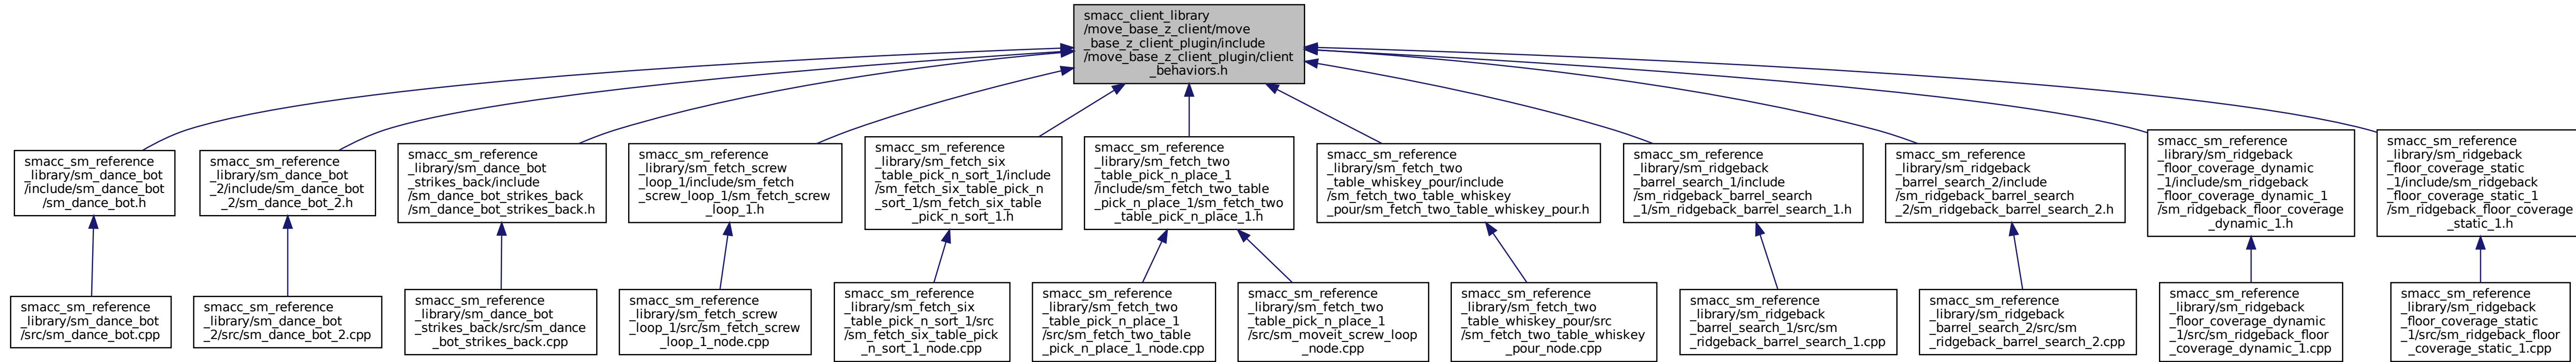 smacc_client_library
/move_base_z_client/move
_base_z_client_plugin/include
/move_base_z_client_plugin/client
_behaviors.h
smacc_sm_reference
_library/sm_dance_bot
/include/sm_dance_bot
/sm_dance_bot.h
smacc_sm_reference
_library/sm_dance_bot
_2/include/sm_dance_bot
_2/sm_dance_bot_2.h
smacc_sm_reference
_library/sm_dance_bot
_strikes_back/include
/sm_dance_bot_strikes_back
/sm_dance_bot_strikes_back.h
smacc_sm_reference
_library/sm_fetch_screw
_loop_1/include/sm_fetch
_screw_loop_1/sm_fetch_screw
_loop_1.h
smacc_sm_reference
_library/sm_fetch_six
_table_pick_n_sort_1/include
/sm_fetch_six_table_pick_n
_sort_1/sm_fetch_six_table
_pick_n_sort_1.h
smacc_sm_reference
_library/sm_fetch_two
_table_pick_n_place_1
/include/sm_fetch_two_table
_pick_n_place_1/sm_fetch_two
_table_pick_n_place_1.h
smacc_sm_reference
_library/sm_fetch_two
_table_whiskey_pour/include
/sm_fetch_two_table_whiskey
_pour/sm_fetch_two_table_whiskey_pour.h
smacc_sm_reference
_library/sm_ridgeback
_barrel_search_1/include
/sm_ridgeback_barrel_search
_1/sm_ridgeback_barrel_search_1.h
smacc_sm_reference
_library/sm_ridgeback
_barrel_search_2/include
/sm_ridgeback_barrel_search
_2/sm_ridgeback_barrel_search_2.h
smacc_sm_reference
_library/sm_ridgeback
_floor_coverage_dynamic
_1/include/sm_ridgeback
_floor_coverage_dynamic_1
/sm_ridgeback_floor_coverage
_dynamic_1.h
smacc_sm_reference
_library/sm_ridgeback
_floor_coverage_static
_1/include/sm_ridgeback
_floor_coverage_static_1
/sm_ridgeback_floor_coverage
_static_1.h
smacc_sm_reference
_library/sm_dance_bot
/src/sm_dance_bot.cpp
smacc_sm_reference
_library/sm_dance_bot
_2/src/sm_dance_bot_2.cpp
smacc_sm_reference
_library/sm_dance_bot
_strikes_back/src/sm_dance
_bot_strikes_back.cpp
smacc_sm_reference
_library/sm_fetch_screw
_loop_1/src/sm_fetch_screw
_loop_1_node.cpp
smacc_sm_reference
_library/sm_fetch_six
_table_pick_n_sort_1/src
/sm_fetch_six_table_pick
_n_sort_1_node.cpp
smacc_sm_reference
_library/sm_fetch_two
_table_pick_n_place_1
/src/sm_fetch_two_table
_pick_n_place_1_node.cpp
smacc_sm_reference
_library/sm_fetch_two
_table_pick_n_place_1
/src/sm_moveit_screw_loop
_node.cpp
smacc_sm_reference
_library/sm_fetch_two
_table_whiskey_pour/src
/sm_fetch_two_table_whiskey
_pour_node.cpp
smacc_sm_reference
_library/sm_ridgeback
_barrel_search_1/src/sm
_ridgeback_barrel_search_1.cpp
smacc_sm_reference
_library/sm_ridgeback
_barrel_search_2/src/sm
_ridgeback_barrel_search_2.cpp
smacc_sm_reference
_library/sm_ridgeback
_floor_coverage_dynamic
_1/src/sm_ridgeback_floor
_coverage_dynamic_1.cpp
smacc_sm_reference
_library/sm_ridgeback
_floor_coverage_static
_1/src/sm_ridgeback_floor
_coverage_static_1.cpp